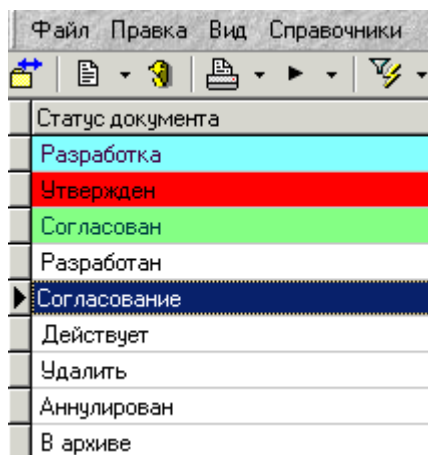 Файл Правка Вид Справочники
Статус документа
Разработка
Утвержден
Согласован
Разработан
Согласование
Действует
Удалить
Аннулирован
В архиве